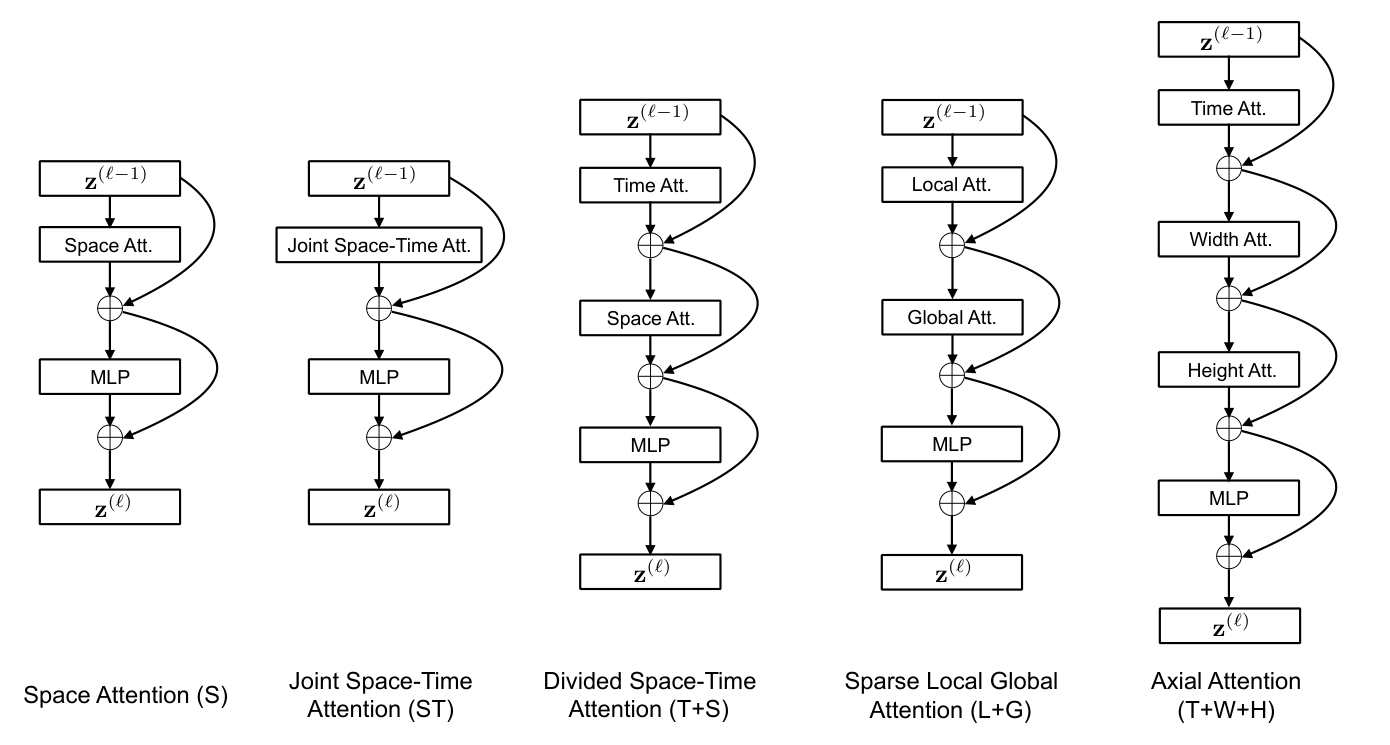 z^(ℓ−1)
Space Att.
MLP
z^(ℓ)
Space Attention (S)
z^(ℓ−1)
Joint Space-Time Att.
MLP
z^(ℓ)
Joint Space-Time
Attention (ST)
z^(ℓ−1)
Time Att.
Space Att.
MLP
z^(ℓ)
Divided Space-Time
Attention (T+S)
z^(ℓ−1)
Local Att.
Global Att.
MLP
z^(ℓ)
Sparse Local Global
Attention (L+G)
z^(ℓ−1)
Time Att.
Width Att.
Height Att.
MLP
z^(ℓ)
Axial Attention
(T+W+H)